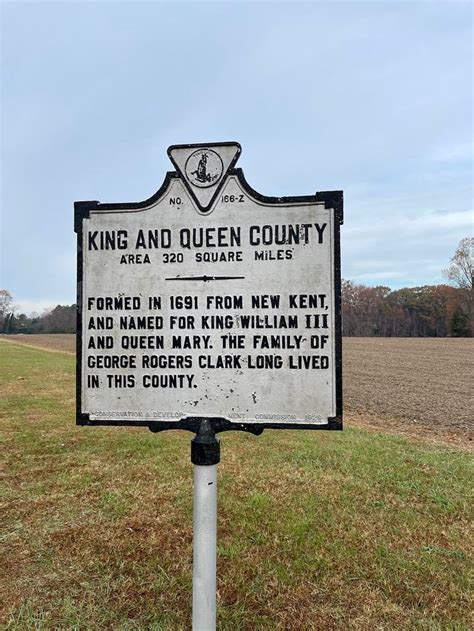 NO. 166-Z
KING AND QUEEN COUNTY
AREA 320 SQUARE MILES
FORMED IN 1691 FROM NEW KENT,
AND NAMED FOR KING WILLIAM III
AND QUEEN MARY. THE FAMILY OF
GEORGE ROGERS CLARK LONG LIVED
IN THIS COUNTY.
CONSERVATION & DEVELOP MENT COMMISSION